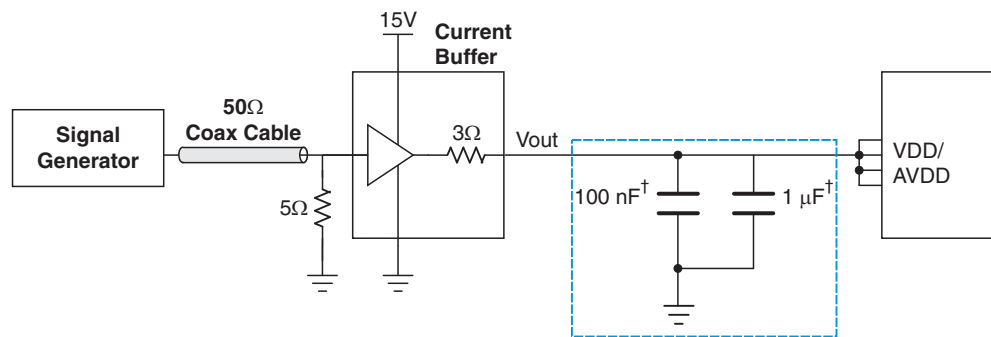 15V
Current
Buffer
50Ω
Coax Cable
Signal
Generator
3Ω
Vout
VDD/
AVDD
100 nF†
1 μF†
5Ω